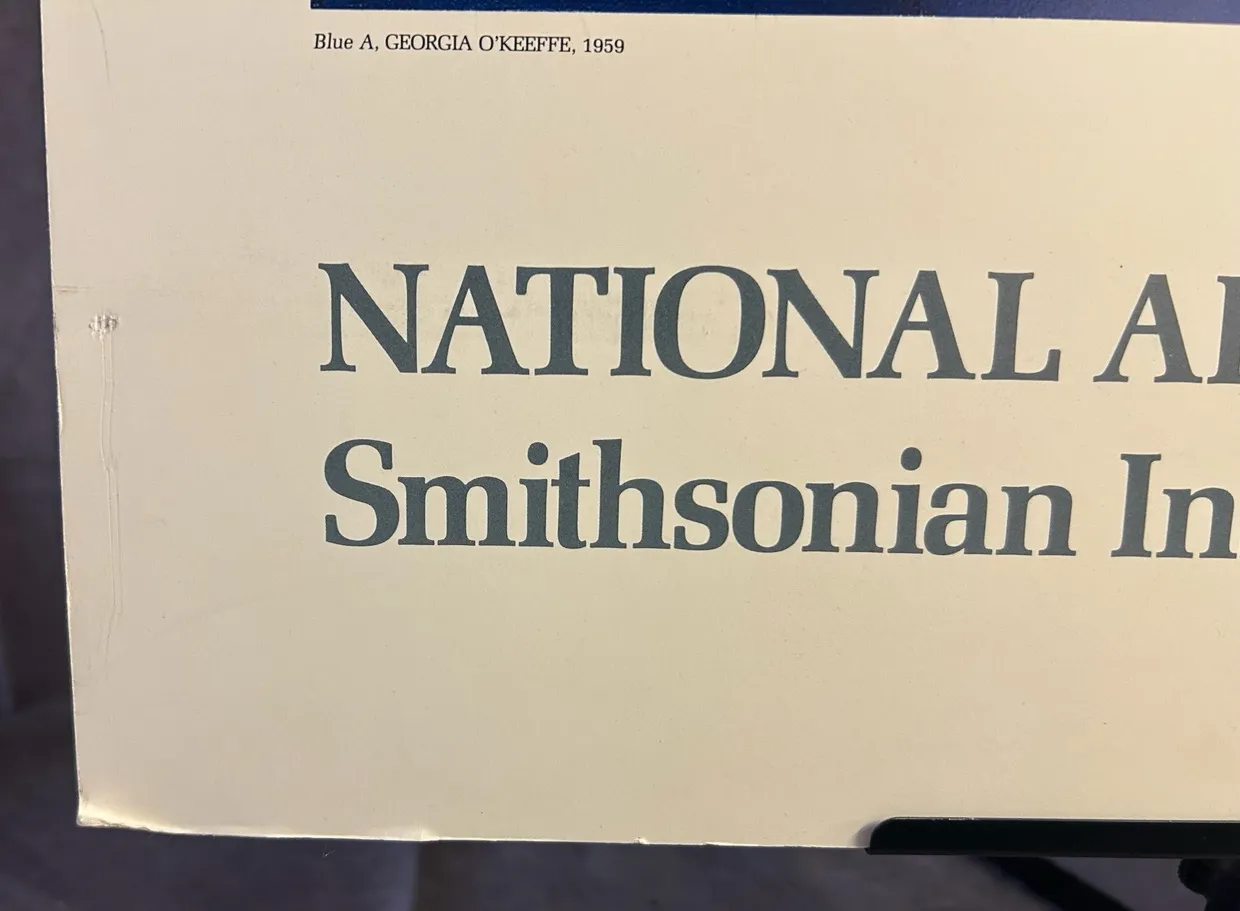 Blue A, GEORGIA O'KEEFFE, 1959
NATIONAL
Smithsonian In